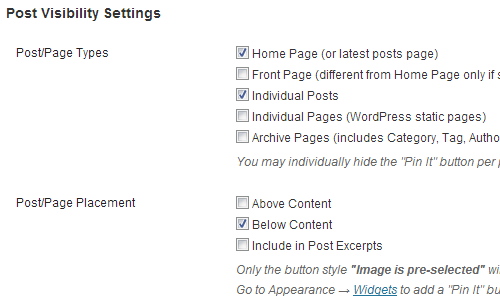 Post Visibility Settings
Post/Page Types
Home Page (or latest posts page)
Front Page (different from Home Page only if
Individual Posts
Individual Pages (WordPress static pages)
Archive Pages (includes Category, Tag,
You may individually hide the "Pin It" button per
Post/Page Placement
Above Content
Below Content
Include in Post Excerpts
Only the button style "Image is pre-selected"
Go to Appearance → Widgets to add a "Pin It"